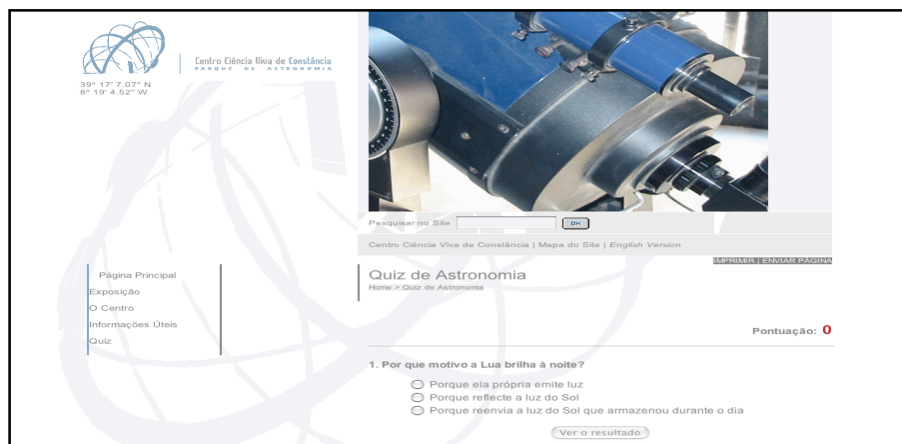 Centro Ciência Viva de Constância
PARQUE DE ASTRONOMIA
39º 17' 7.07'' N
8º 19' 4.52'' W
Pesquisar no Site OK
Centro Ciência Viva de Constância | Mapa do Site | English Version
IMPRIMIR | ENVIAR PÁGINA
Página Principal
Exposição
O Centro
Informações Úteis
Quiz
Quiz de Astronomia
Home > Quiz de Astronomia
Pontuação: 0
1. Por que motivo a Lua brilha à noite?
Porque ela própria emite luz
Porque reflecte a luz do Sol
Porque reenvia a luz do Sol que armazenou durante o dia
Ver o resultado